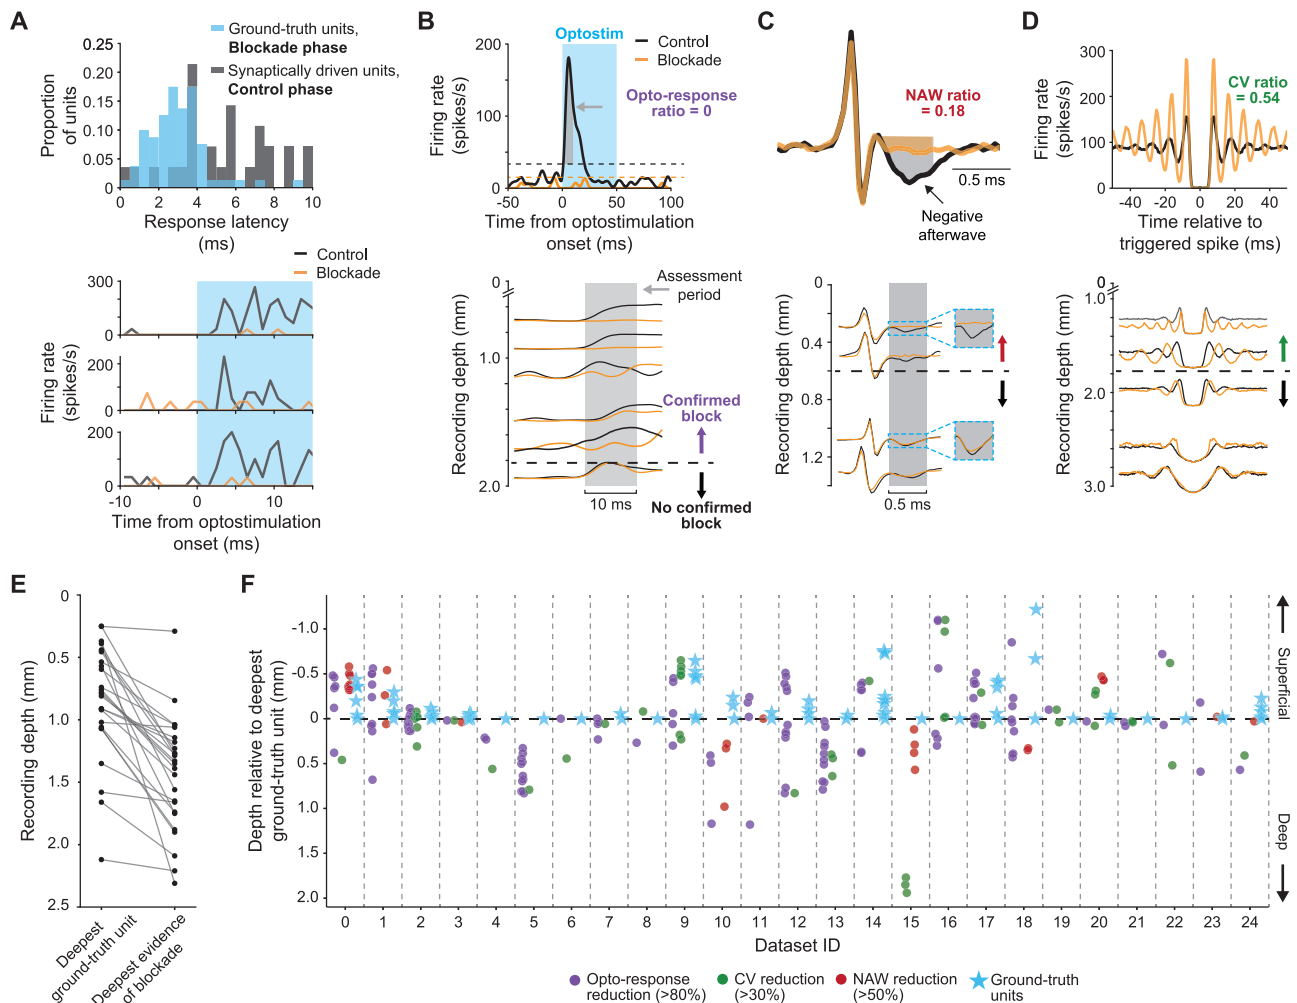 A
Ground-truth units,
Blockade phase
Synaptically driven units,
Control phase
Proportion
of units
0.25
0.20
0.15
0.10
0.05
0
0 2 4 6 8 10
Response latency
(ms)
Control
Blockade
Firing rate
(spikes/s)
300
0
200
0
200
0
-10 0 10
Time from optostimulation
onset (ms)
B
Optostim
Control
Blockade
Opto-response
ratio = 0
Firing rate
(spikes/s)
200
100
0
-50 0 50 100
Time from optostimulation
onset (ms)
Assessment
period
Recording depth (mm)
0
1.0
2.0
Confirmed
block
No confirmed
block
10 ms
C
NAW ratio
= 0.18
0.5 ms
Negative
afterwave
Recording depth (mm)
0
0.4
0.8
1.2
0.5 ms
D
CV ratio
= 0.54
Firing rate
(spikes/s)
300
200
100
0
-40 -20 0 20 40
Time relative to
triggered spike (ms)
Recording depth (mm)
0
1.0
2.0
3.0
E
Recording depth (mm)
0
0.5
1.0
1.5
2.0
2.5
Deepest
ground-truth unit
Deepest evidence
of blockade
F
Depth relative to deepest
ground-truth unit (mm)
-1.0
-0.5
0
0.5
1.0
1.5
2.0
Superficial
Deep
0 1 2 3 4 5 6 7 8 9 10 11 12 13 14 15 16 17 18 19 20 21 22 23 24
Dataset ID
Opto-response
reduction (>80%)
CV reduction
(>30%)
NAW reduction
(>50%)
Ground-truth
units